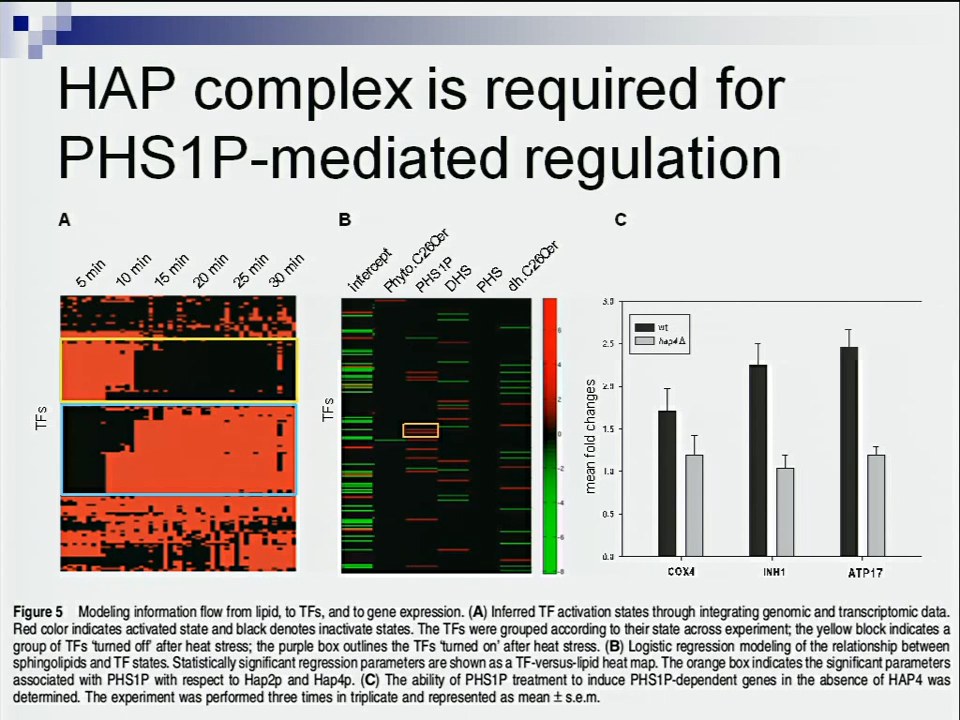 HAP complex is required for
PHS1P-mediated regulation
A
B
C
5 min
10 min
15 min
20 min
25 min
30 min
intercept
Phyto.C26Cer
PHS1P
DHS
PHS
dh.C26Cer
TFs
TFs
6
4
2
0
-2
-4
-6
-8
mean fold changes
3.0
2.5
2.0
1.5
1.0
0.5
0.0
wt
hap4 Δ
COX4
INH1
ATP17
Figure 5 Modeling information flow from lipid, to TFs, and to gene expression. (A) Inferred TF activation states through integrating genomic and transcriptomic data.
Red color indicates activated state and black denotes inactivate states. The TFs were grouped according to their state across experiment; the yellow block indicates a
group of TFs ‘turned off’ after heat stress; the purple box outlines the TFs ‘turned on’ after heat stress. (B) Logistic regression modeling of the relationship between
sphingolipids and TF states. Statistically significant regression parameters are shown as a TF-versus-lipid heat map. The orange box indicates the significant parameters
associated with PHS1P with respect to Hap2p and Hap4p. (C) The ability of PHS1P treatment to induce PHS1P-dependent genes in the absence of HAP4 was
determined. The experiment was performed three times in triplicate and represented as mean ± s.e.m.